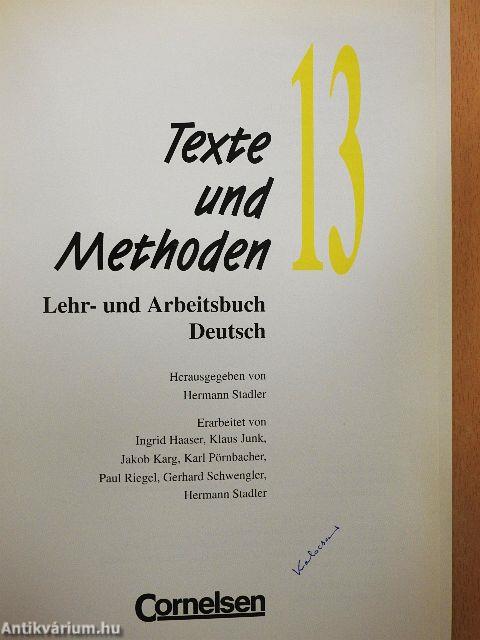 13
Texte
und
Methoden
Lehr- und Arbeitsbuch
Deutsch
Herausgegeben von
Hermann Stadler
Erarbeitet von
Ingrid Haaser, Klaus Junk,
Jakob Karg, Karl Pörnbacher,
Paul Riegel, Gerhard Schwengler,
Hermann Stadler
Cornelsen
Antikvárium.hu